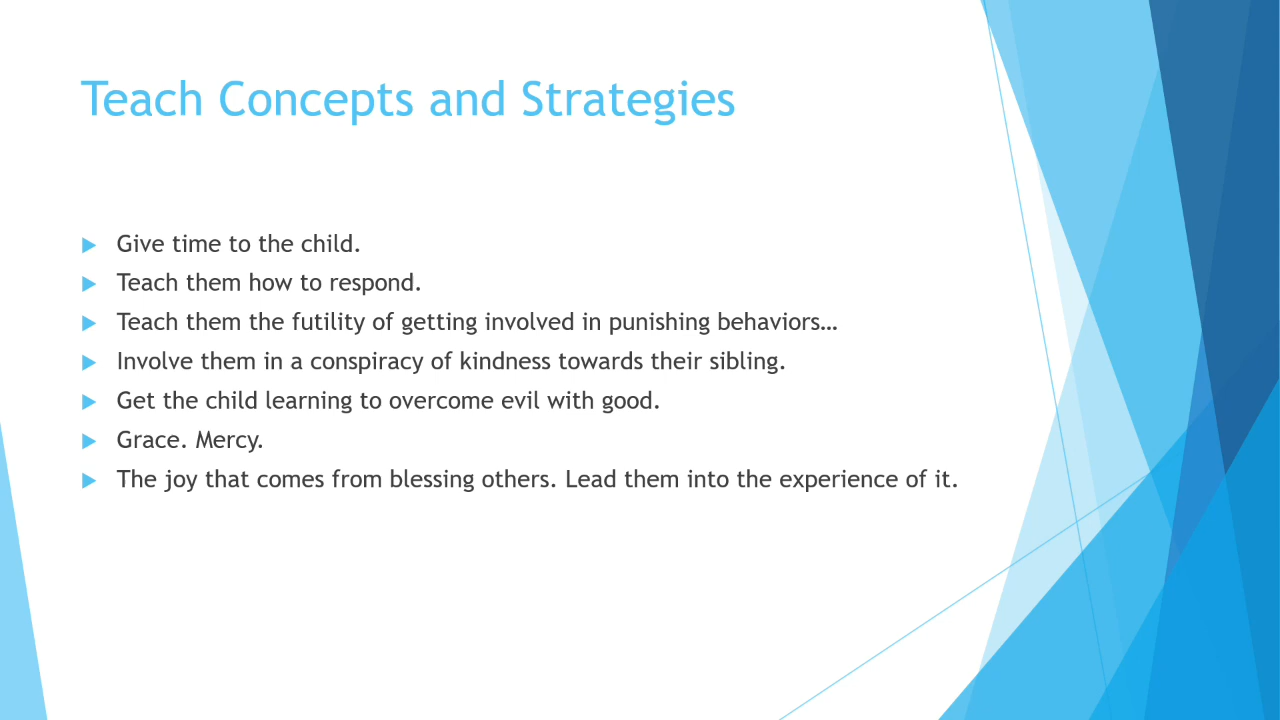 Teach Concepts and Strategies
Give time to the child.
Teach them how to respond.
Teach them the futility of getting involved in punishing behaviors…
Involve them in a conspiracy of kindness towards their sibling.
Get the child learning to overcome evil with good.
Grace. Mercy.
The joy that comes from blessing others. Lead them into the experience of it.